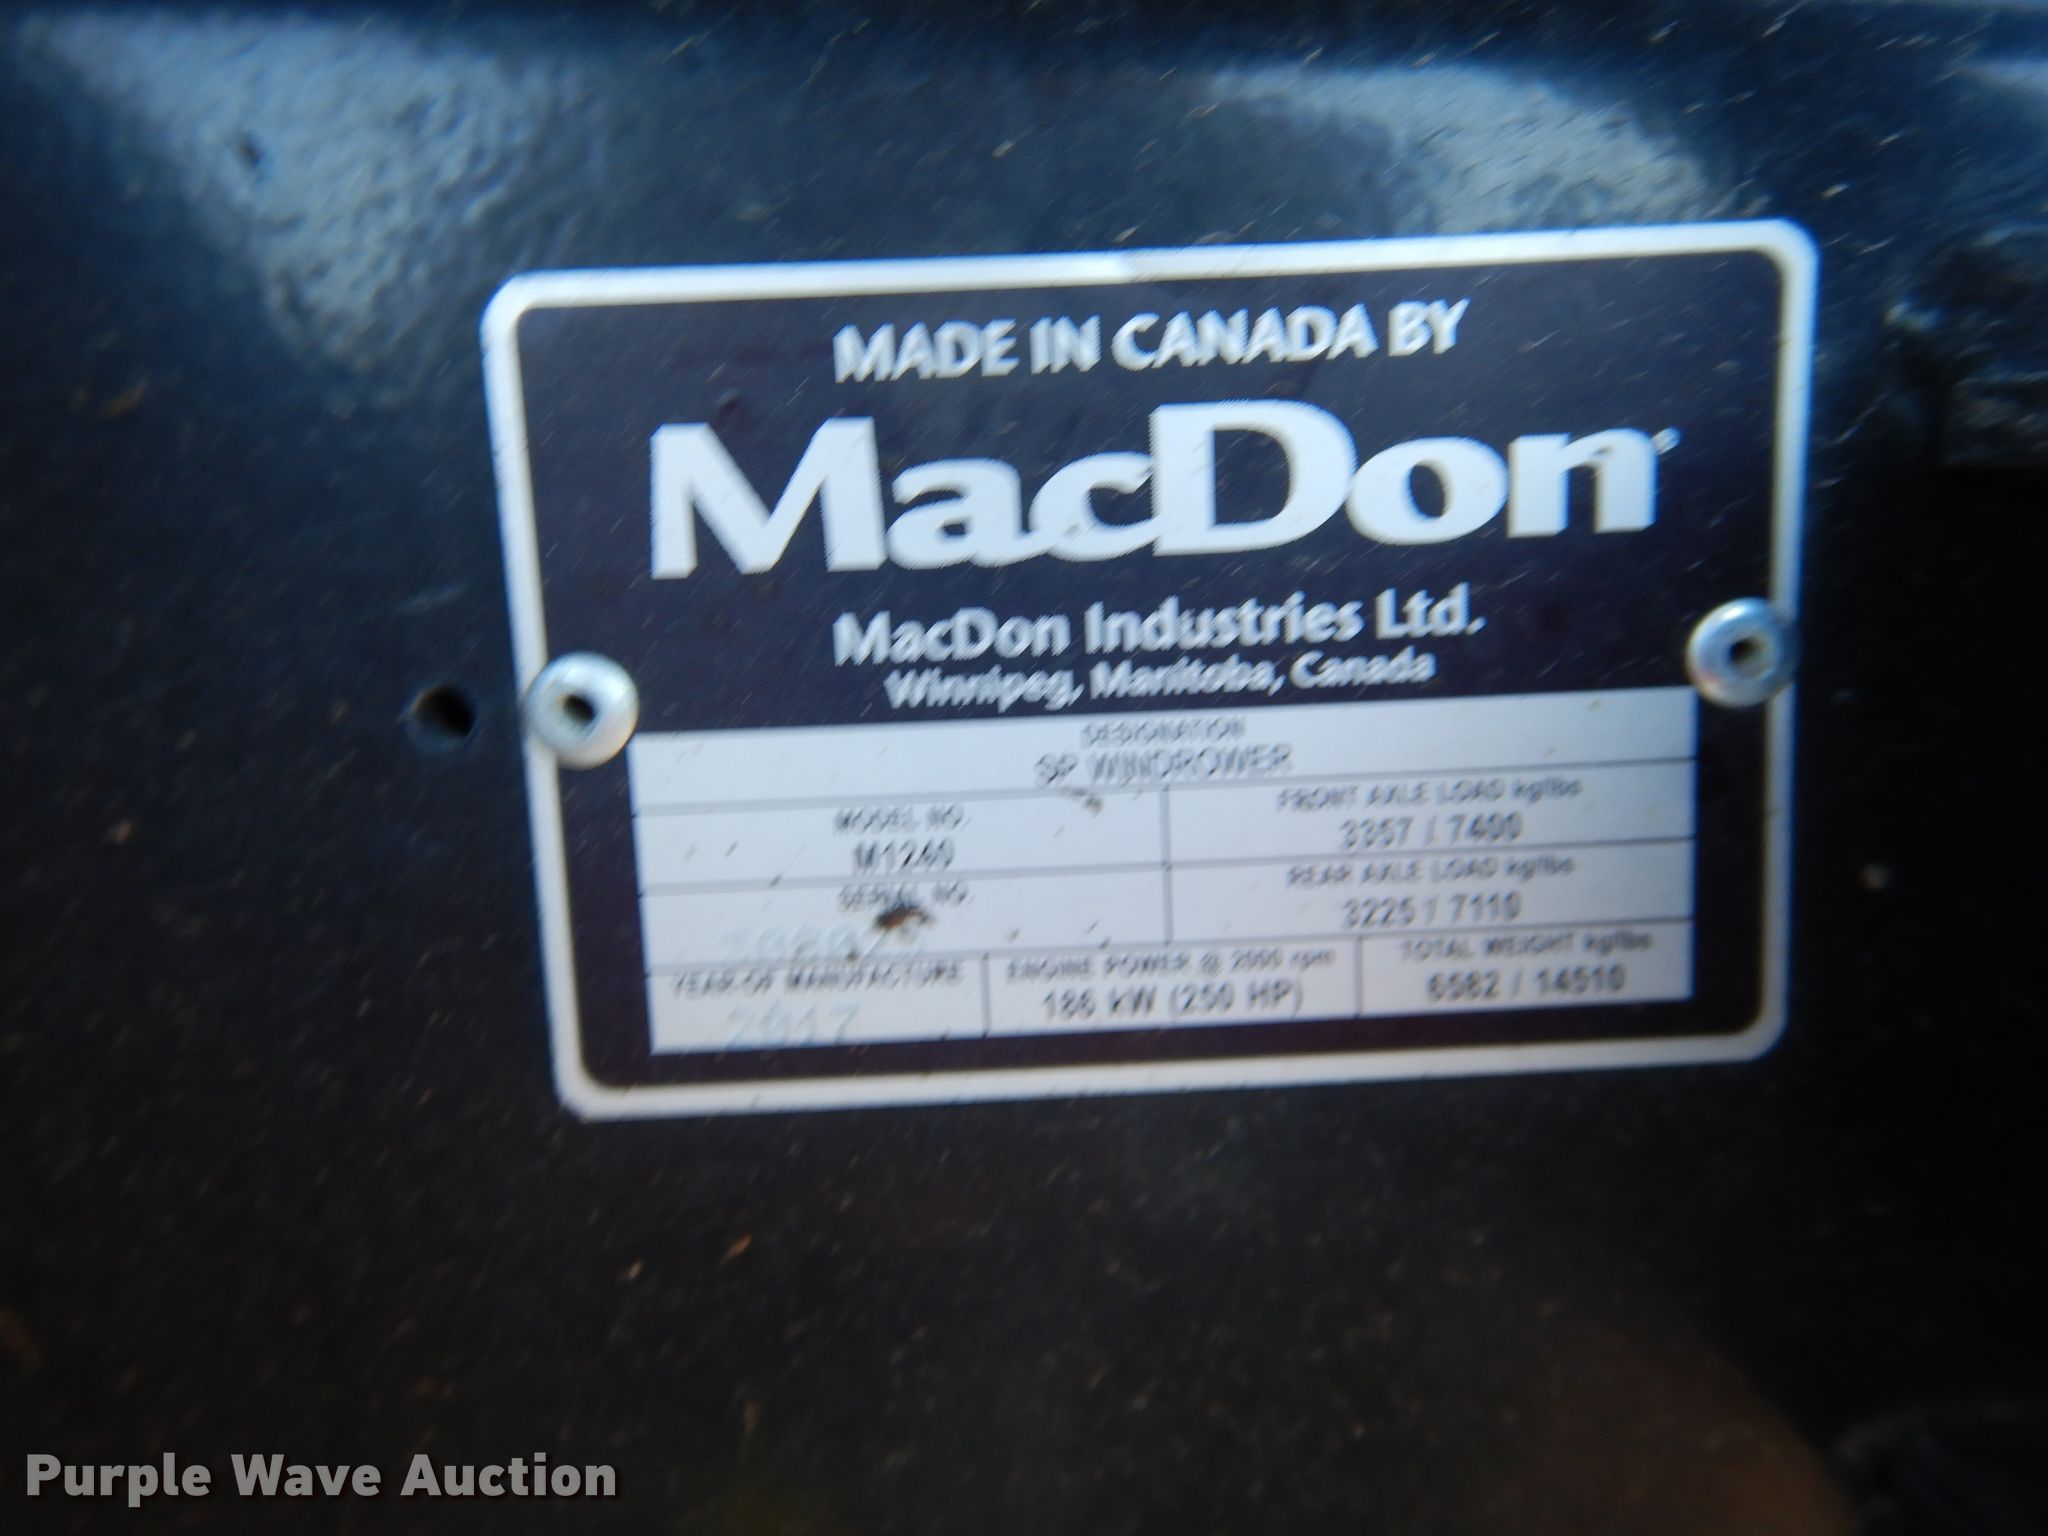 MADE IN CANADA BY
MacDon®
MacDon Industries Ltd.
Winnipeg, Manitoba, Canada
DESIGNATION
SP WINDROWER
MODEL NO.
M1240
FRONT AXLE LOAD kg/lbs
3357 / 7400
SERIAL NO.
REAR AXLE LOAD kg/lbs
3225 / 7110
YEAR OF MANUFACTURE
2017
ENGINE POWER @ 2000 rpm
186 kW (250 HP)
TOTAL WEIGHT kg/lbs
6582 / 14510
Purple Wave Auction